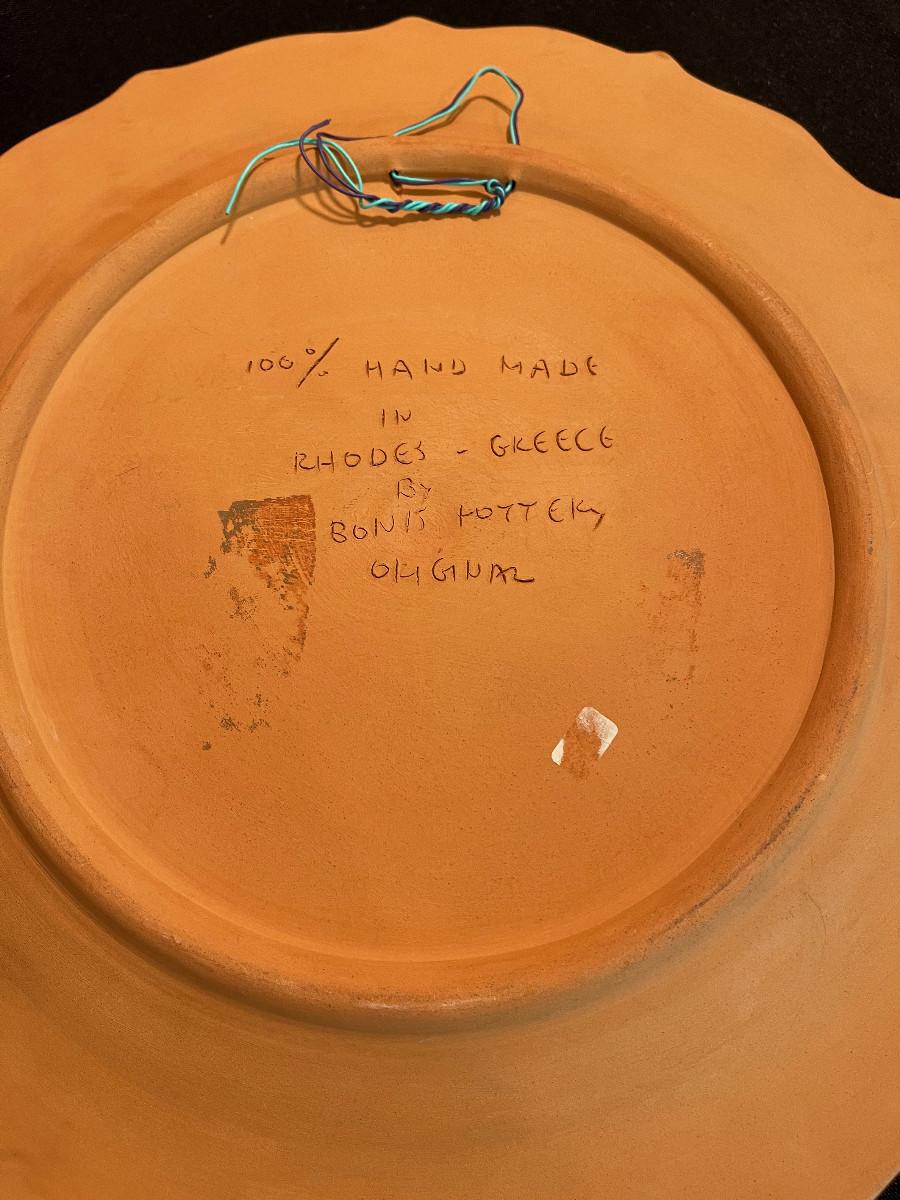 100% HAND MADE
IN
RHODES - GREECE
By
BONIS POTTERy
ORIGINAL